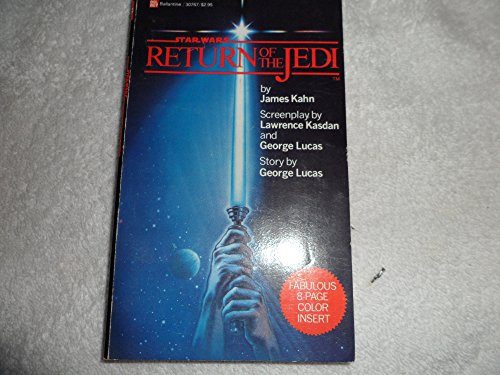 Ballantine / 30767 / $2.95
STAR WARS
RETURN OF THE JEDI
TM
by
James Kahn
Screenplay by
Lawrence Kasdan
and
George Lucas
Story by
George Lucas
FABULOUS
8-PAGE
COLOR
INSERT